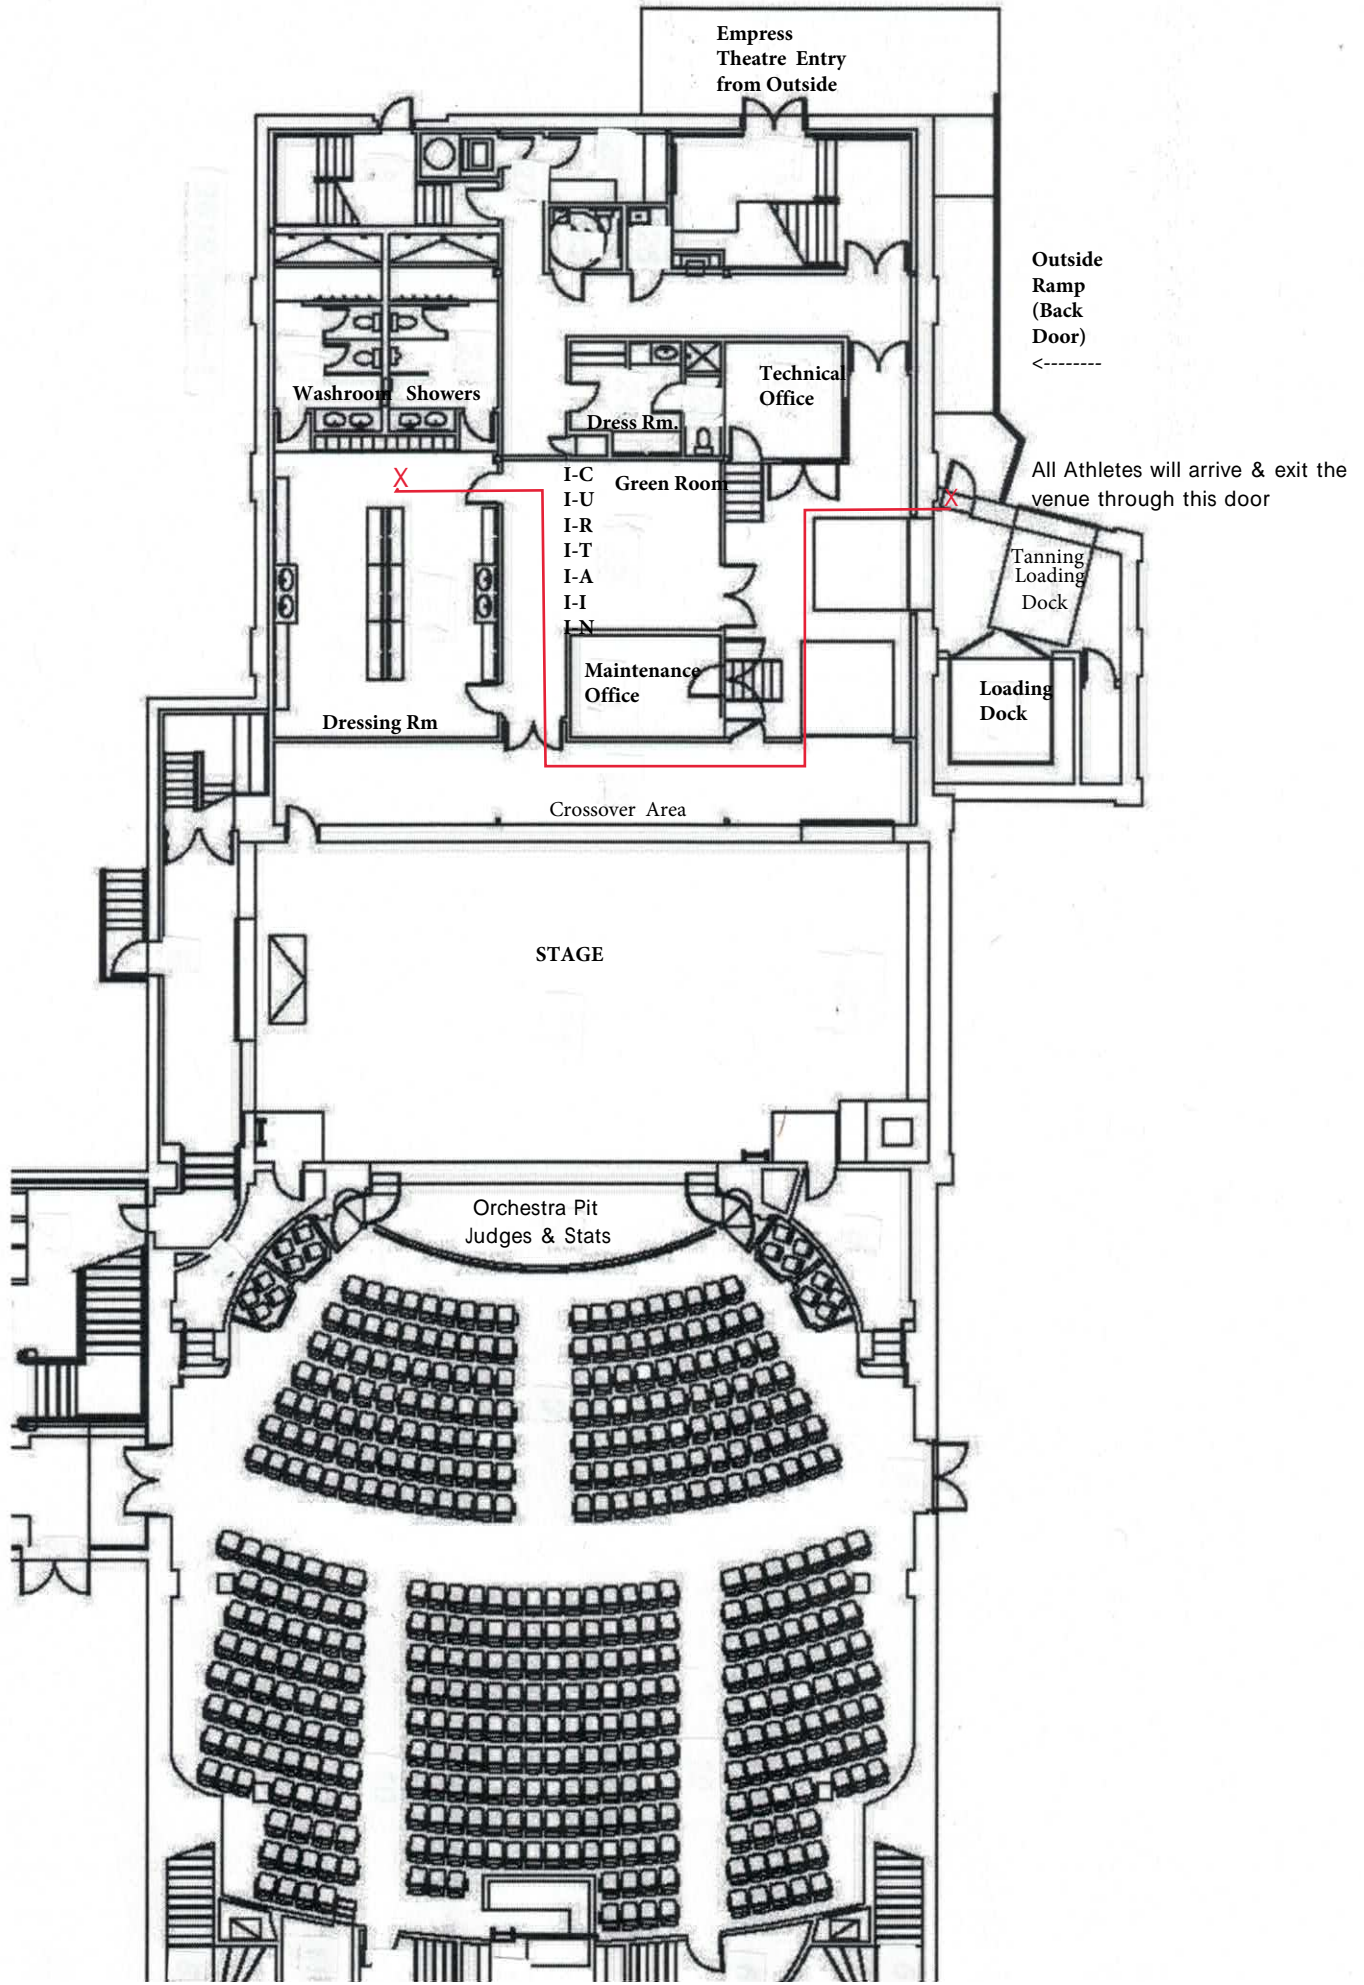 Empress
Theatre Entry
from Outside
Outside
Ramp
(Back
Door)
<--------
Technical
Office
Washroom Showers
Dress Rm.
All Athletes will arrive & exit the
venue through this door
X
X
I-C
I-U
I-R
I-T
I-A
I-I
I-N
Green Room
Tanning
Loading
Dock
Maintenance
Office
Loading
Dock
Dressing Rm
Crossover Area
STAGE
Orchestra Pit
Judges & Stats